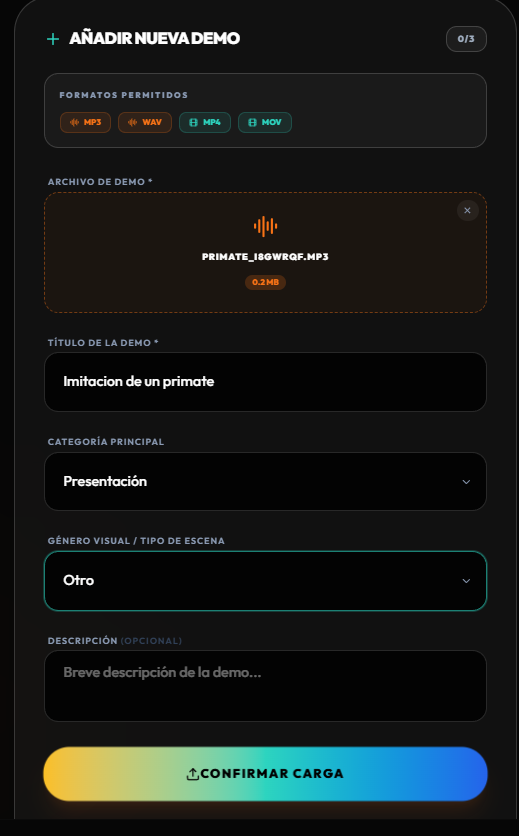 AÑADIR NUEVA DEMO
0/3
FORMATOS PERMITIDOS
MP3 WAV MP4 MOV
ARCHIVO DE DEMO *
PRIMATE_I8GWRQF.MP3
0.2 MB
TÍTULO DE LA DEMO *
Imitacion de un primate
CATEGORÍA PRINCIPAL
Presentación
GÉNERO VISUAL / TIPO DE ESCENA
Otro
DESCRIPCIÓN (OPCIONAL)
Breve descripción de la demo...
CONFIRMAR CARGA